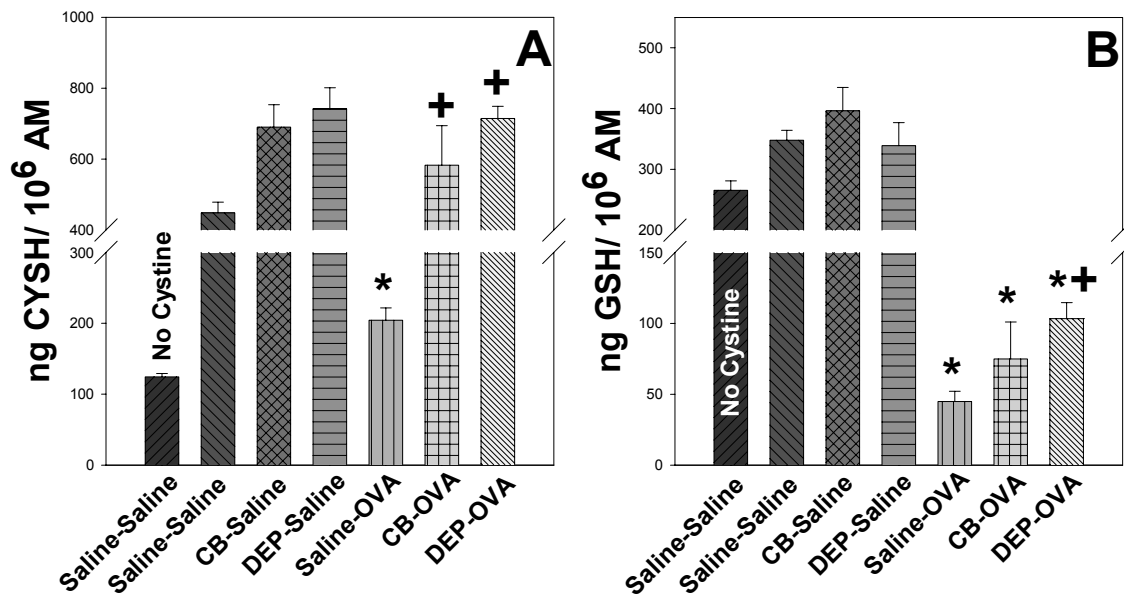 A
ng CYSH/ 10⁶ AM
1000
800
600
400
300
200
100
0
No Cystine
*
+
+
Saline-Saline
Saline-Saline
CB-Saline
DEP-Saline
Saline-OVA
CB-OVA
DEP-OVA
B
ng GSH/ 10⁶ AM
500
400
300
200
150
100
50
0
No Cystine
*
*
*+
Saline-Saline
Saline-Saline
CB-Saline
DEP-Saline
Saline-OVA
CB-OVA
DEP-OVA